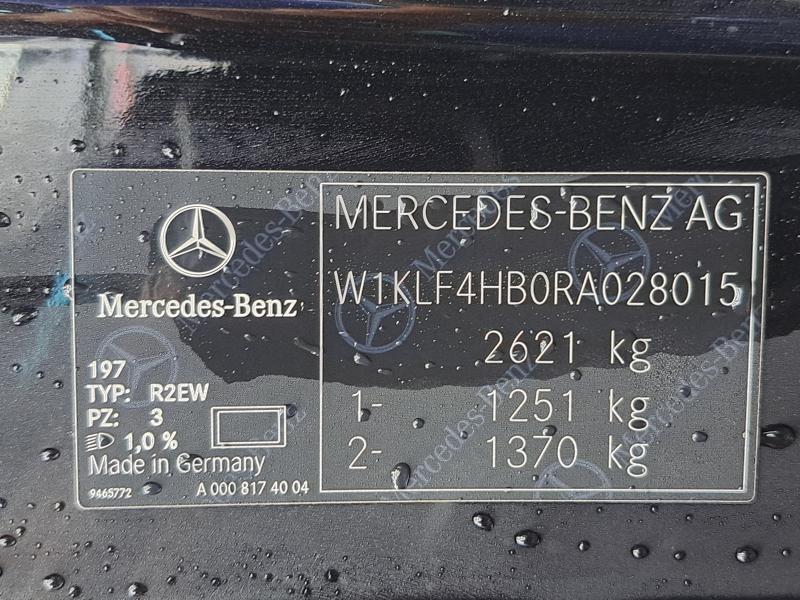 MERCEDES-BENZ AG
W1KLF4HB0RA028015
2621 kg
1- 1251 kg
2- 1370 kg
Mercedes-Benz
197
TYP: R2EW
PZ: 3
1,0 %
Made in Germany
9465772
A 000 817 40 04